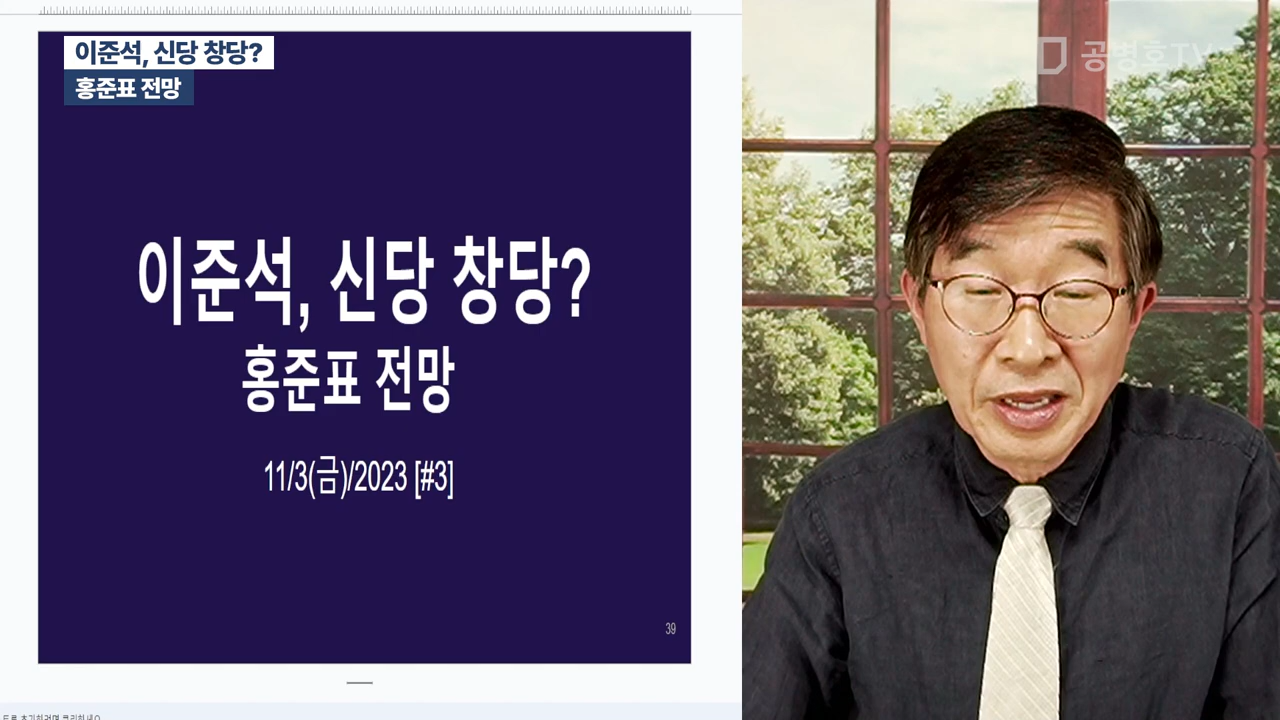 이준석, 신당 창당?
홍준표 전망
공병호TV
이준석, 신당 창당?
홍준표 전망
11/3(금)/2023 [#3]
39